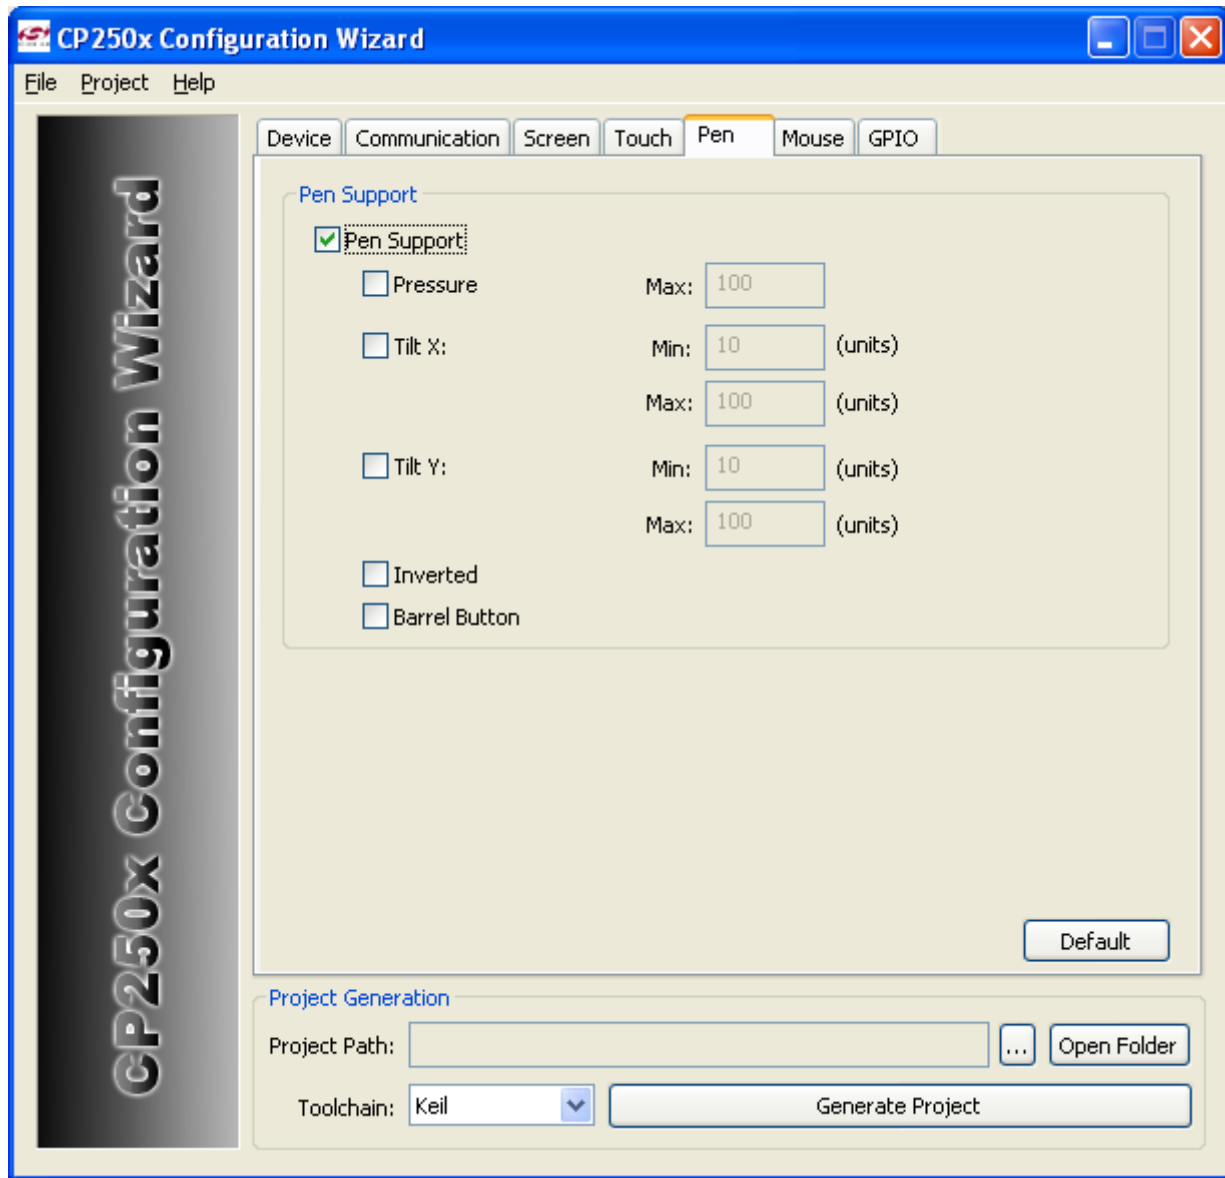 CP250x Configuration Wizard
File Project Help
CP250x Configuration Wizard
Device Communication Screen Touch Pen Mouse GPIO
Pen Support
Pen Support
Pressure Max: 100
Tilt X: Min: 10 (units)
Max: 100 (units)
Tilt Y: Min: 10 (units)
Max: 100 (units)
Inverted
Barrel Button
Default
Project Generation
Project Path: ... Open Folder
Toolchain: Keil Generate Project